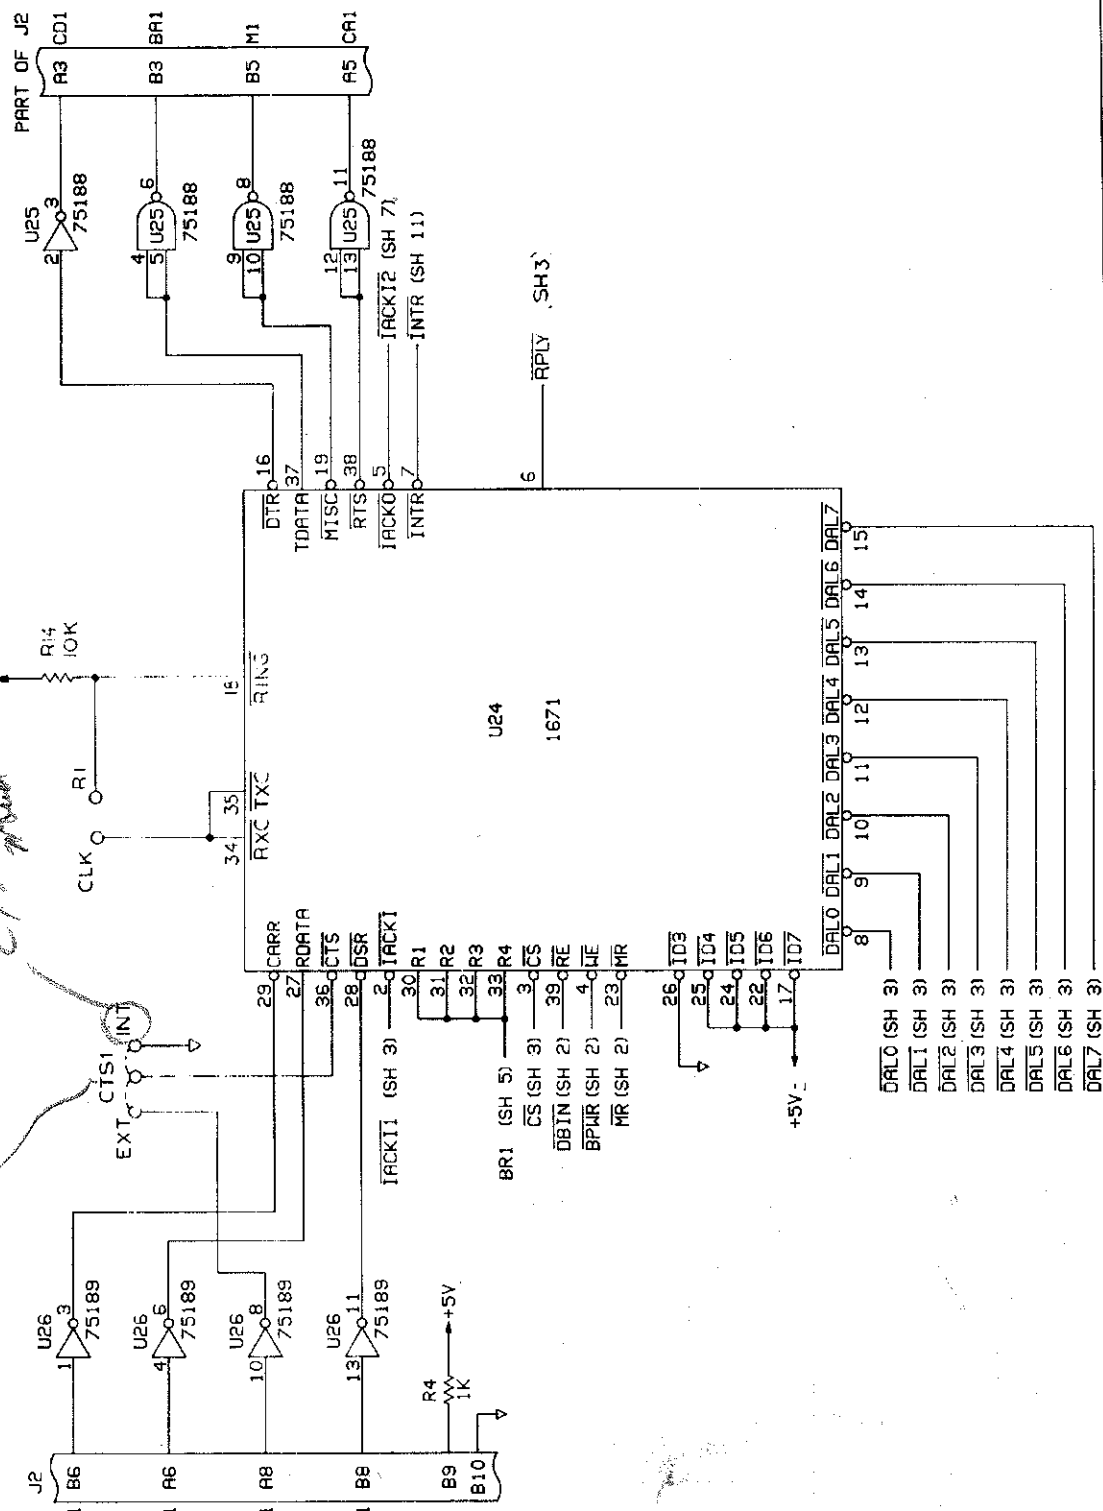 PART OF J2
A3 CD1
B3 BA1
B5 M1
A5 CA1
U25
2 3
75188
4 5 U25 6
75188
9 10 U25 8
75188
12 13 U25 11
75188
IACKI2 (SH 7)
INTR (SH 11)
RPLY SH3
6
DTR 16
TDATA 37
MISC 19
RTS 38
IACKO 5
INTR 7
R14
10K
R1
CLK
18 RING
35 TXC
34 RXC
U24
1671
EXT
CTS1
INT
29 CARR
27 RDATA
36 CTS
28 DSR
2 IACKI
30 R1
31 R2
32 R3
33 R4
3 CS
39 RE
4 WE
23 MR
26 ID3
25 ID4
24 ID5
22 ID6
17 ID7
IACKI1 (SH 3)
BR1 (SH 5)
CS (SH 3)
DBIN (SH 2)
BPWR (SH 2)
MR (SH 2)
+5V
DAL0 8
DAL1 9
DAL2 10
DAL3 11
DAL4 12
DAL5 13
DAL6 14
DAL7 15
DAL0 (SH 3)
DAL1 (SH 3)
DAL2 (SH 3)
DAL3 (SH 3)
DAL4 (SH 3)
DAL5 (SH 3)
DAL6 (SH 3)
DAL7 (SH 3)
U26
1 3
75189
U26
4 6
75189
U26
10 8
75189
U26
13 11
75189
R4
1K
+5V
J2
B6
A6
A8
B8
B9
B10